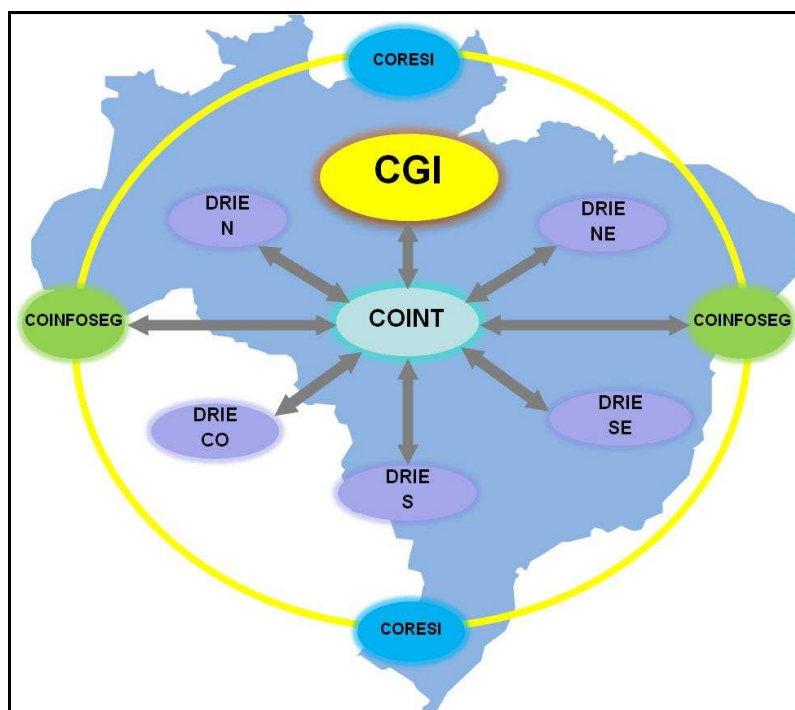 CORESI
CGI
DRIE
N
DRIE
NE
COINFOSEG
COINT
COINFOSEG
DRIE
CO
DRIE
SE
DRIE
S
CORESI